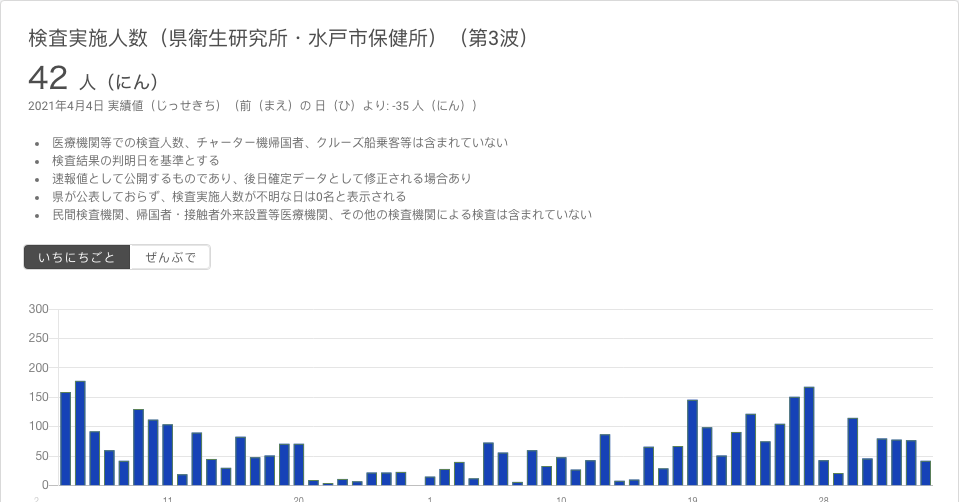 検査実施人数（県衛生研究所・水戸市保健所）（第3波）
42 人（にん）
2021年4月4日 実績値（じっせきち）（前（まえ）の 日（ひ）より: -35 人（にん））
• 医療機関等での検査人数、チャーター機帰国者、クルーズ船乗客等は含まれていない
• 検査結果の判明日を基準とする
• 速報値として公開するものであり、後日確定データとして修正される場合あり
• 県が公表しておらず、検査実施人数が不明な日は0名と表示される
• 民間検査機関、帰国者・接触者外来設置等医療機関、その他の検査機関による検査は含まれていない
いちにちごと ぜんぶで
300
250
200
150
100
50
0
2 11 20 1 10 19 28